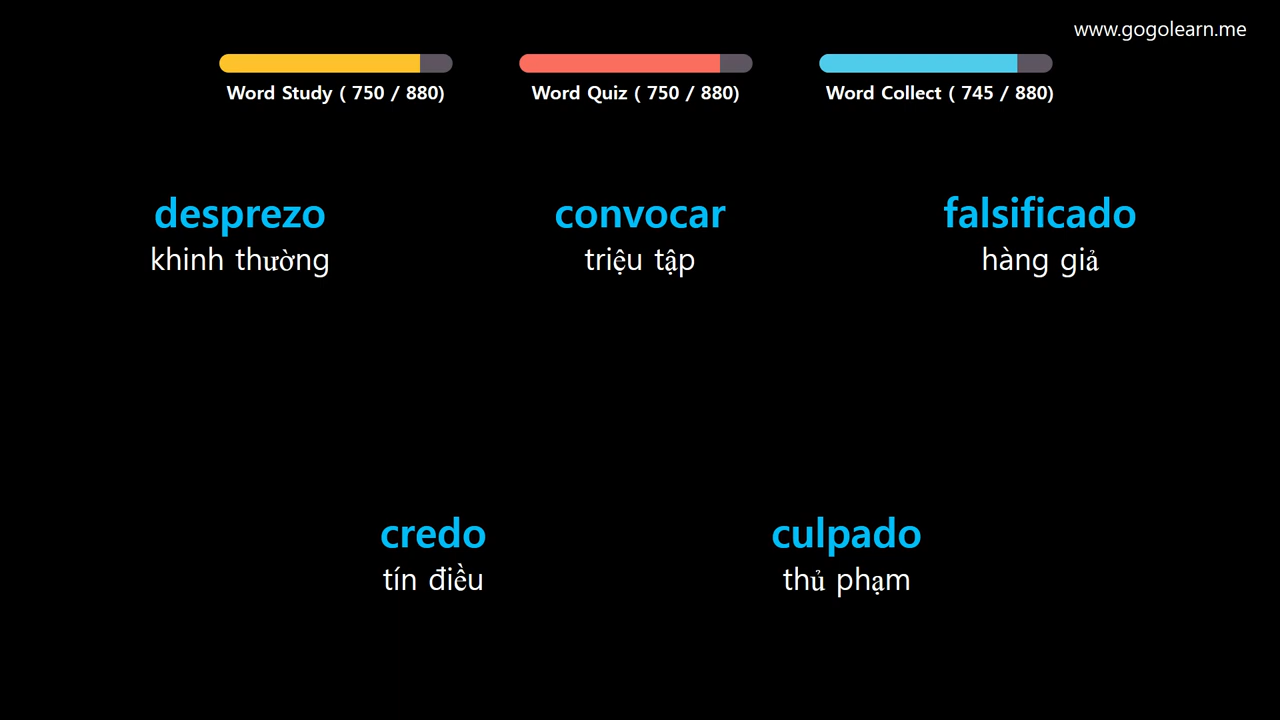 www.gogolearn.me
Word Study ( 750 / 880)
Word Quiz ( 750 / 880)
Word Collect ( 745 / 880)
desprezo
khinh thường
convocar
triệu tập
falsificado
hàng giả
credo
tín điều
culpado
thủ phạm